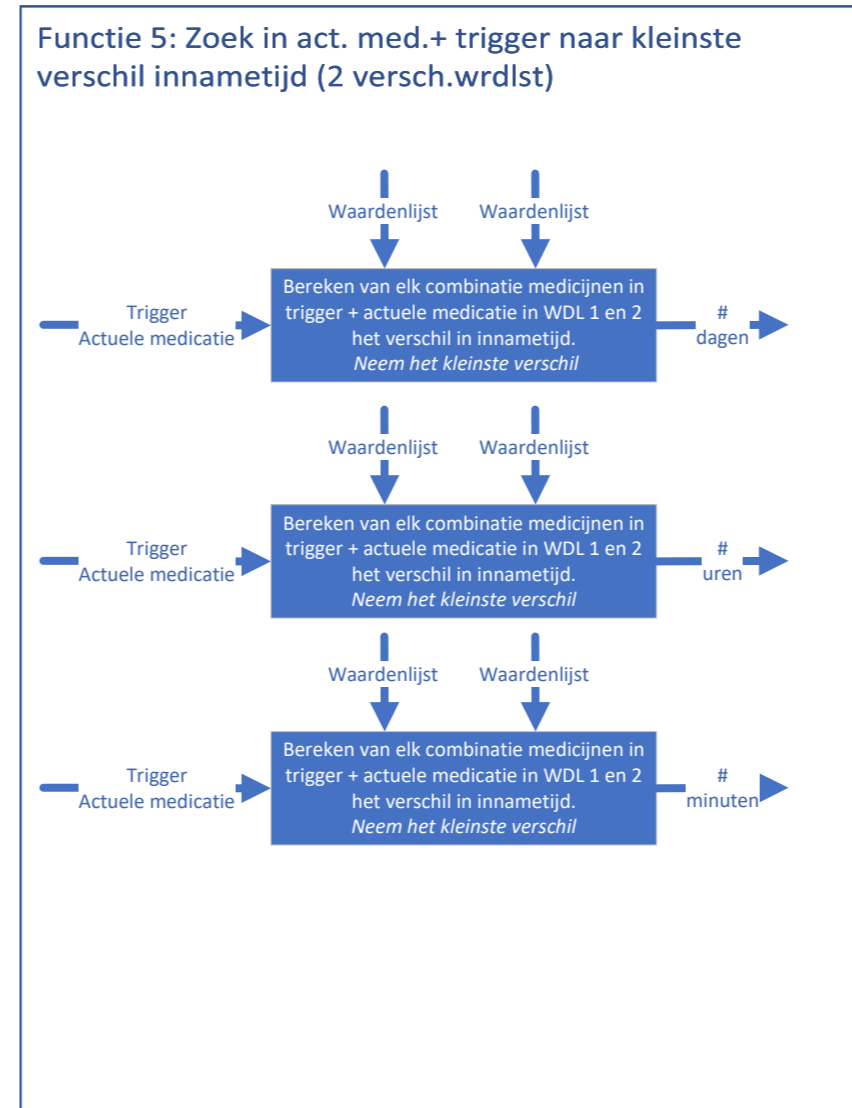 Functie 5: Zoek in act. med.+ trigger naar kleinste
verschil innametijd (2 versch.wrdlst)
Waardenlijst Waardenlijst
Trigger
Actuele medicatie
Bereken van elk combinatie medicijnen in
trigger + actuele medicatie in WDL 1 en 2
het verschil in innametijd.
Neem het kleinste verschil
#
dagen
Waardenlijst Waardenlijst
Trigger
Actuele medicatie
Bereken van elk combinatie medicijnen in
trigger + actuele medicatie in WDL 1 en 2
het verschil in innametijd.
Neem het kleinste verschil
#
uren
Waardenlijst Waardenlijst
Trigger
Actuele medicatie
Bereken van elk combinatie medicijnen in
trigger + actuele medicatie in WDL 1 en 2
het verschil in innametijd.
Neem het kleinste verschil
#
minuten